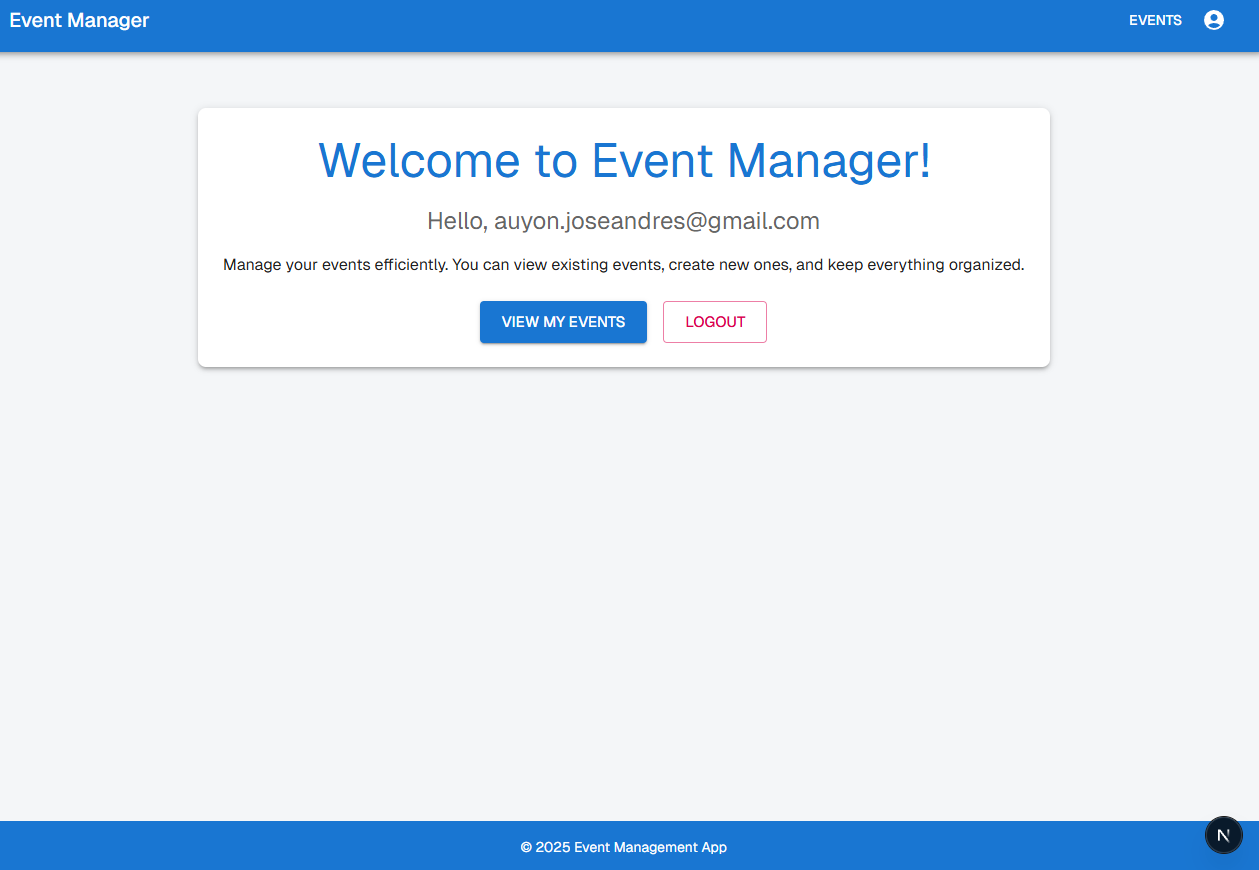 Event Manager
EVENTS
Welcome to Event Manager!
Hello, auyon.joseandres@gmail.com
Manage your events efficiently. You can view existing events, create new ones, and keep everything organized.
VIEW MY EVENTS
LOGOUT
© 2025 Event Management App
N